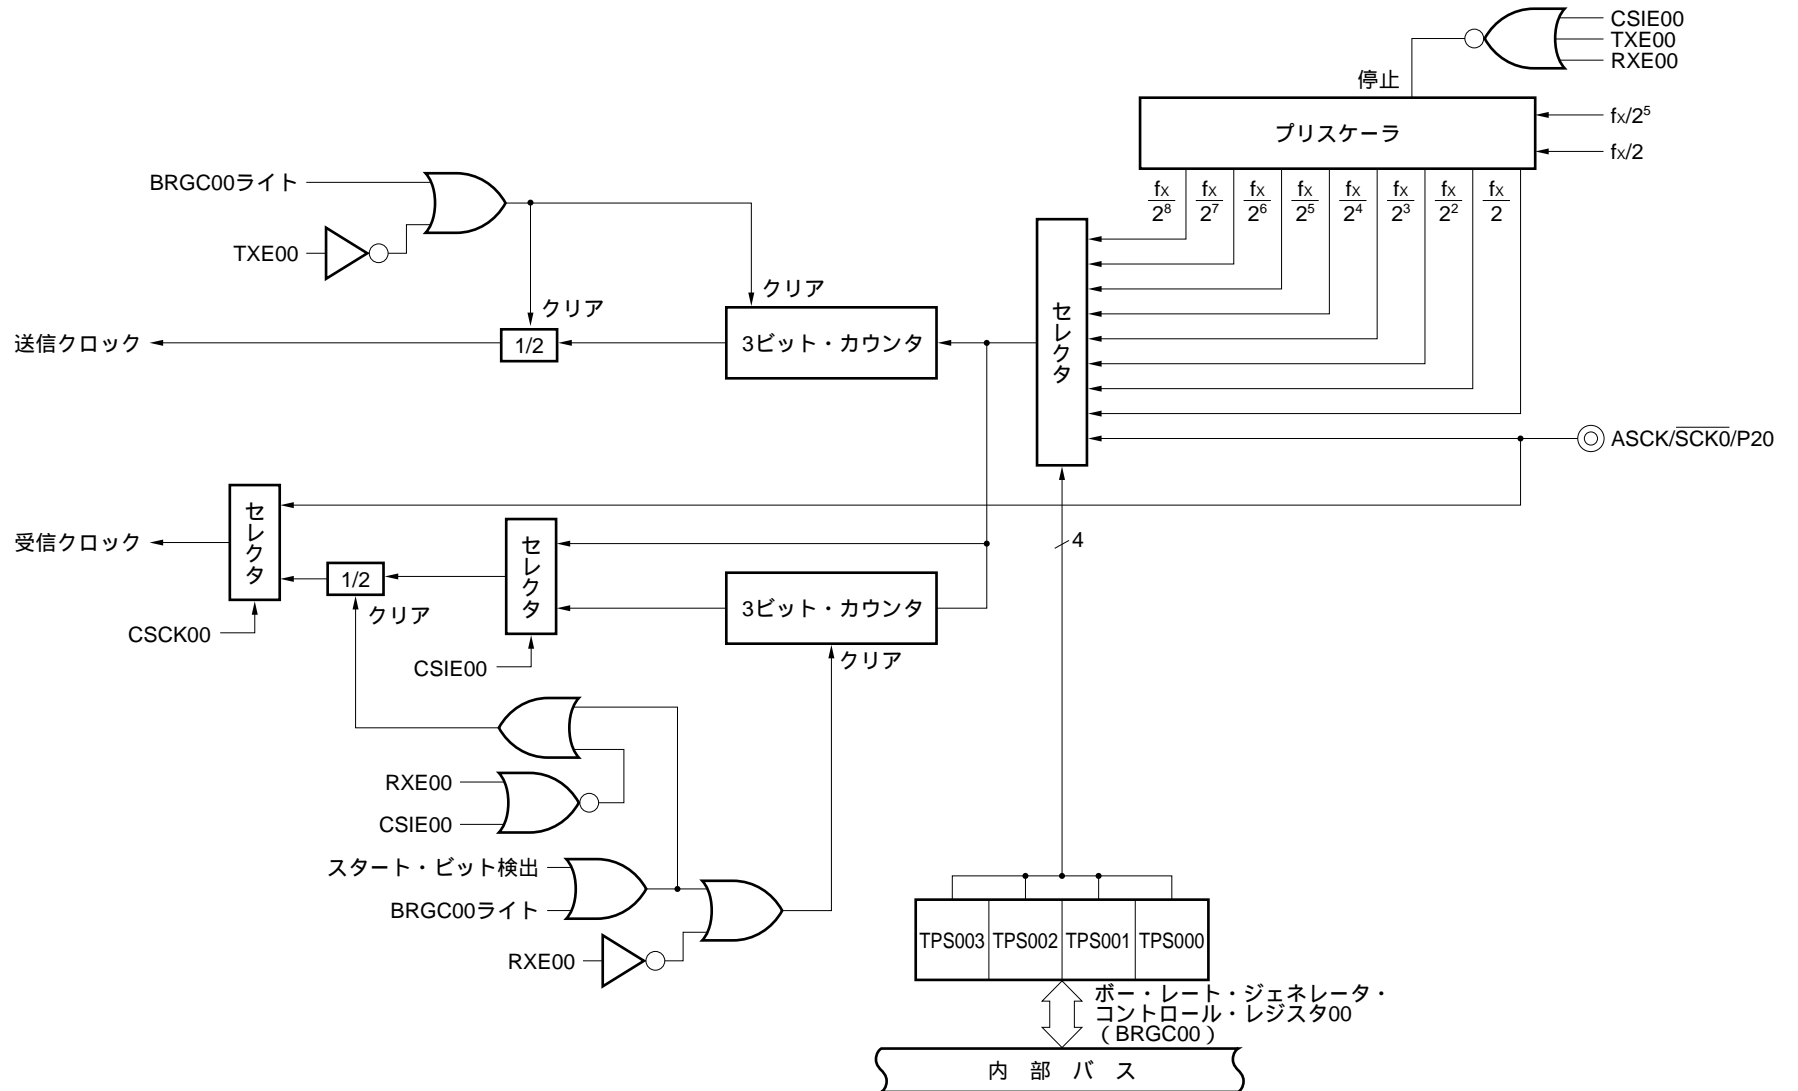 CSIE00
TXE00
RXE00
停止
プリスケーラ
fX/2⁵
fX/2
fX/2⁸ fX/2⁷ fX/2⁶ fX/2⁵ fX/2⁴ fX/2³ fX/2² fX/2
BRGC00ライト
TXE00
クリア
クリア
セレクタ
送信クロック
1/2
3ビット・カウンタ
ASCK/SCK0/P20
セレクタ
セレクタ
受信クロック
4
1/2
3ビット・カウンタ
クリア
CSCK00
CSIE00
クリア
RXE00
CSIE00
スタート・ビット検出
BRGC00ライト
RXE00
TPS003 TPS002 TPS001 TPS000
ボー・レート・ジェネレータ・
コントロール・レジスタ00
(BRGC00)
内 部 バ ス